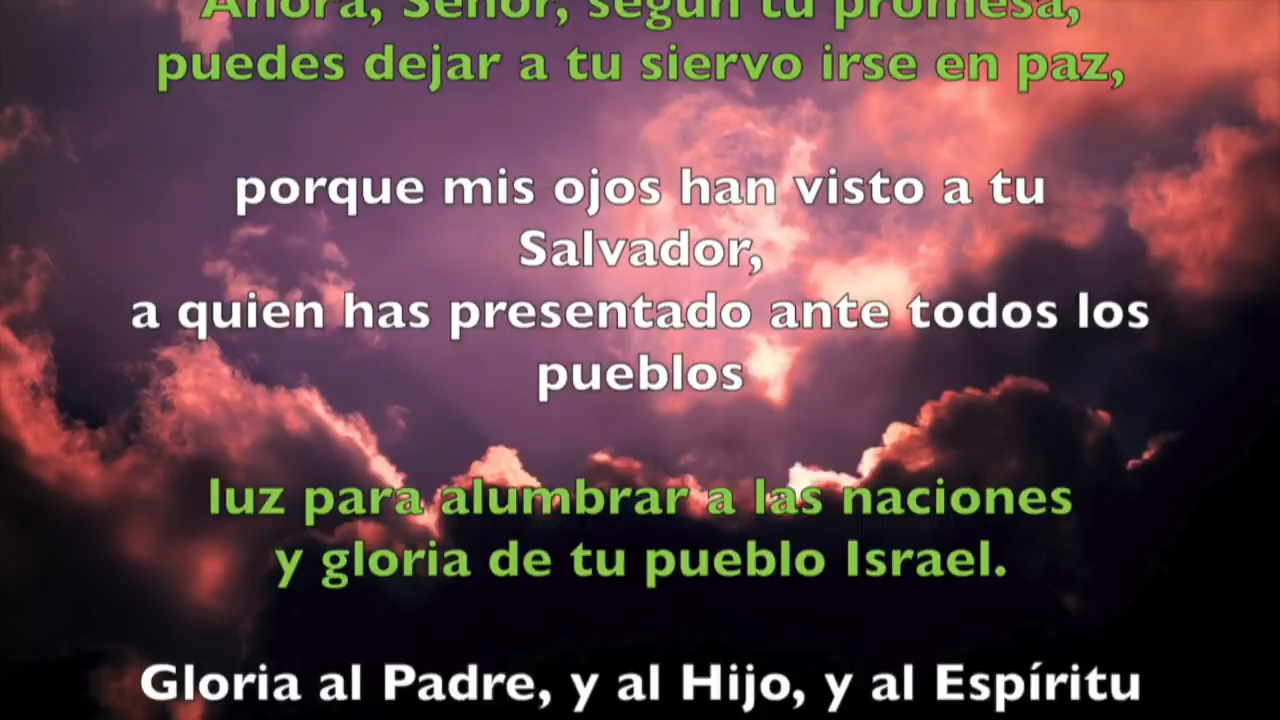 Ahora, Señor, según tu promesa,
puedes dejar a tu siervo irse en paz,
porque mis ojos han visto a tu
Salvador,
a quien has presentado ante todos los
pueblos
luz para alumbrar a las naciones
y gloria de tu pueblo Israel.
Gloria al Padre, y al Hijo, y al Espíritu